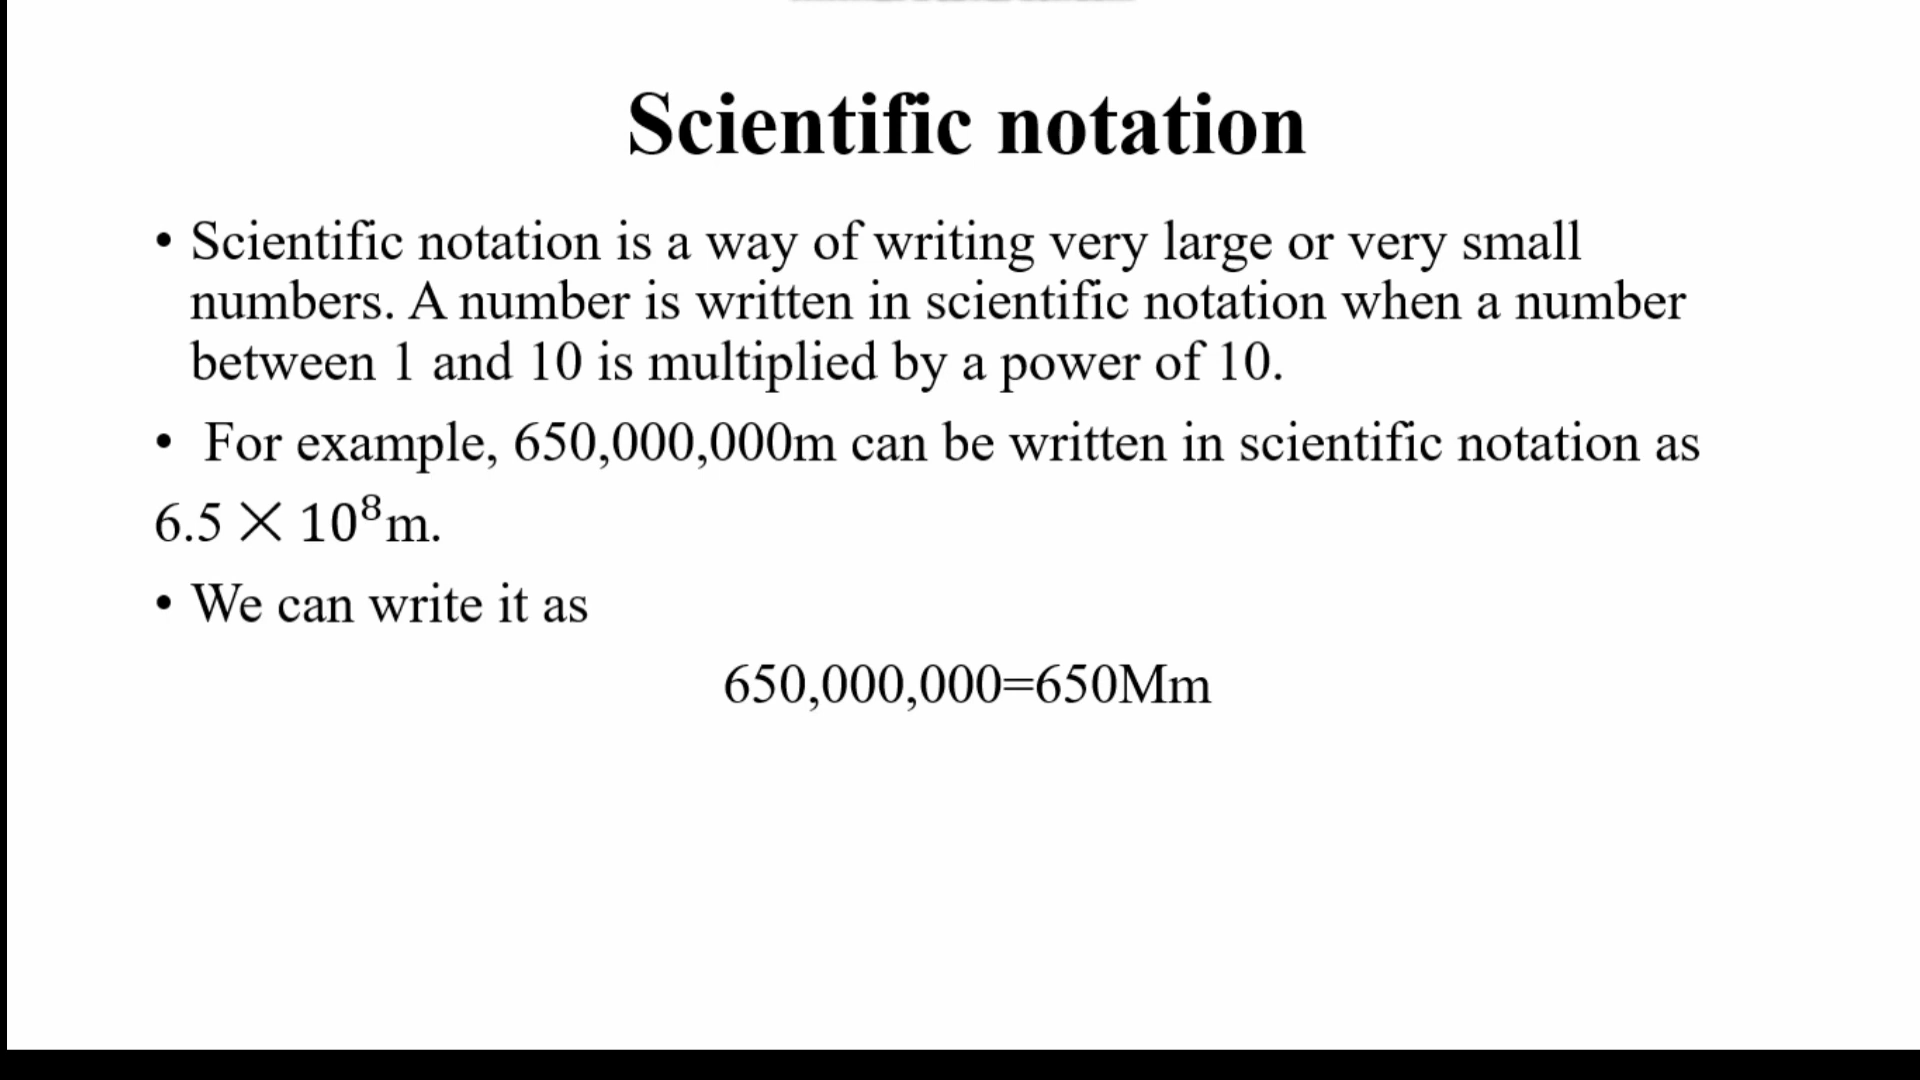 Scientific notation
• Scientific notation is a way of writing very large or very small
numbers. A number is written in scientific notation when a number
between 1 and 10 is multiplied by a power of 10.
• For example, 650,000,000m can be written in scientific notation as
6.5 × 10⁸m.
• We can write it as
650,000,000=650Mm